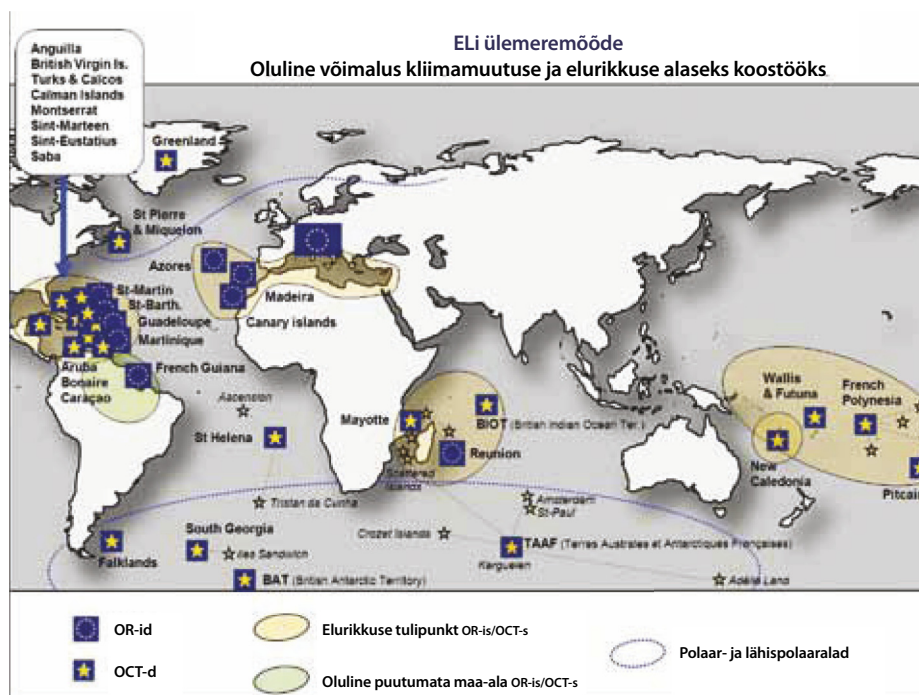 ELi ülemeremõõde
Oluline võimalus kliimamuutuse ja elurikkuse alaseks koostööks
Anguilla
British Virgin Is.
Turks & Calcos
Caïman Islands
Montserrat
Sint-Marteen
Sint-Eustatius
Saba
Greenland
St Pierre
& Miquelon
Azores
Madeira
Canary islands
St-Martin
St-Barth.
Guadeloupe
Martinique
Aruba
Bonaire
Caraçao
French Guiana
Ascension
St Helena
Tristan de Cunha
Mayotte
BIOT (British Indian Ocean Ter.)
Reunion
Scattered
Islands
Wallis
& Futuna
French
Polynesia
New
Caledonia
Pitcain
Amsterdam
St-Paul
Crozet Islands
TAAF (Terres Australes et Antarctiques Françaises)
Kerguelen
Adélie Land
South Georgia
Iles Sandwich
Falklands
BAT (British Antarctic Territory)
OR-id
OCT-d
Elurikkuse tulipunkt OR-is/OCT-s
Oluline puutumata maa-ala OR-is/OCT-s
Polaar- ja lähispolaaralad